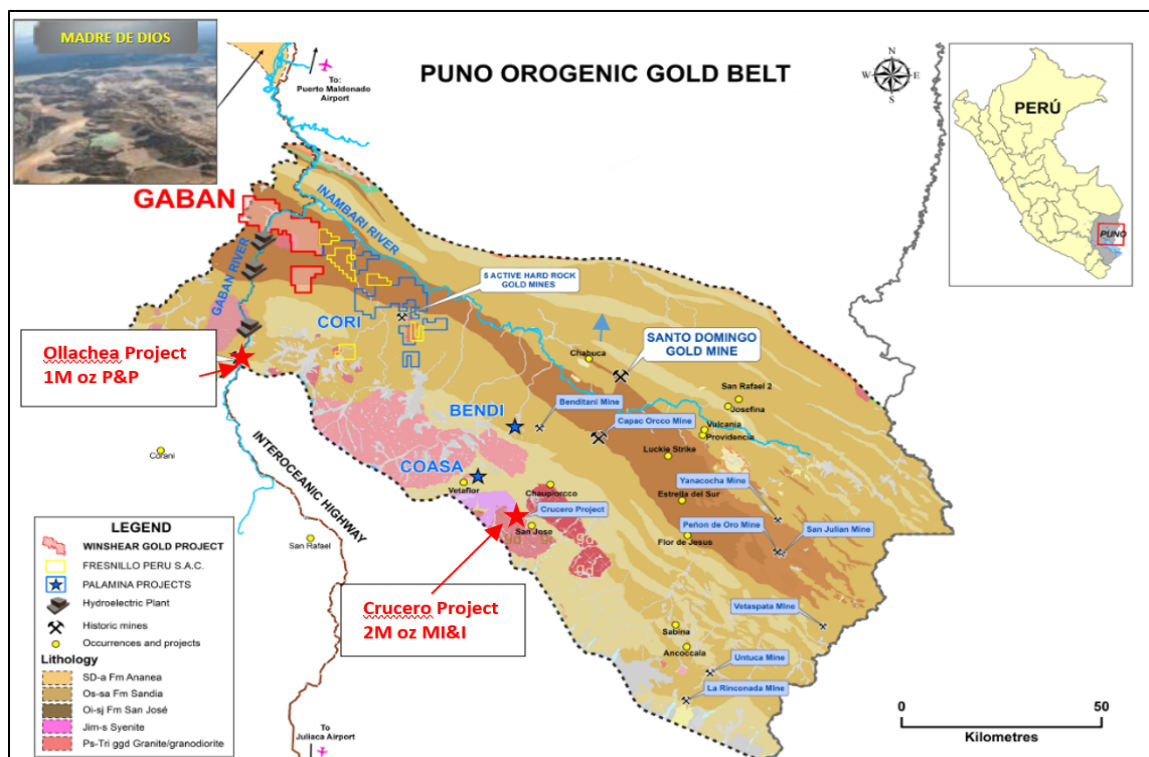 MADRE DE DIOS
To:
Puerto Maldonado
Airport
PUNO OROGENIC GOLD BELT
N
W
E
S
PERÚ
PUNO
GABAN
INAMBARI RIVER
GABAN RIVER
5 ACTIVE HARD ROCK
GOLD MINES
CORI
Ollachea Project
1M oz P&P
Chabuca
SANTO DOMINGO
GOLD MINE
San Rafael 2
Josefina
BENDI
Benditani Mine
Capac Orcco Mine
Vulcania
Providencia
Luckie Strike
COASA
Vetaflor
Chaupiorcco
Estrella del Sur
Yanacocha Mine
Crucero Project
San Jose
gd
gd
gd
gd
Peñon de Oro Mine
San Julian Mine
Flor de Jesus
Corani
INTEROCEANIC HIGHWAY
San Rafael
Crucero Project
2M oz MI&I
Vetaspata Mine
Sabina
Ancoccala
Untuca Mine
La Rinconada Mine
LEGEND
WINSHEAR GOLD PROJECT
FRESNILLO PERU S.A.C.
PALAMINA PROJECTS
Hydroelectric Plant
Historic mines
Occurrences and projects
Lithology
SD-a Fm Ananea
Os-sa Fm Sandia
Oi-sj Fm San José
Jim-s Syenite
Ps-Tri ggd Granite/granodiorite
To
Juliaca Airport
0
50
Kilometres